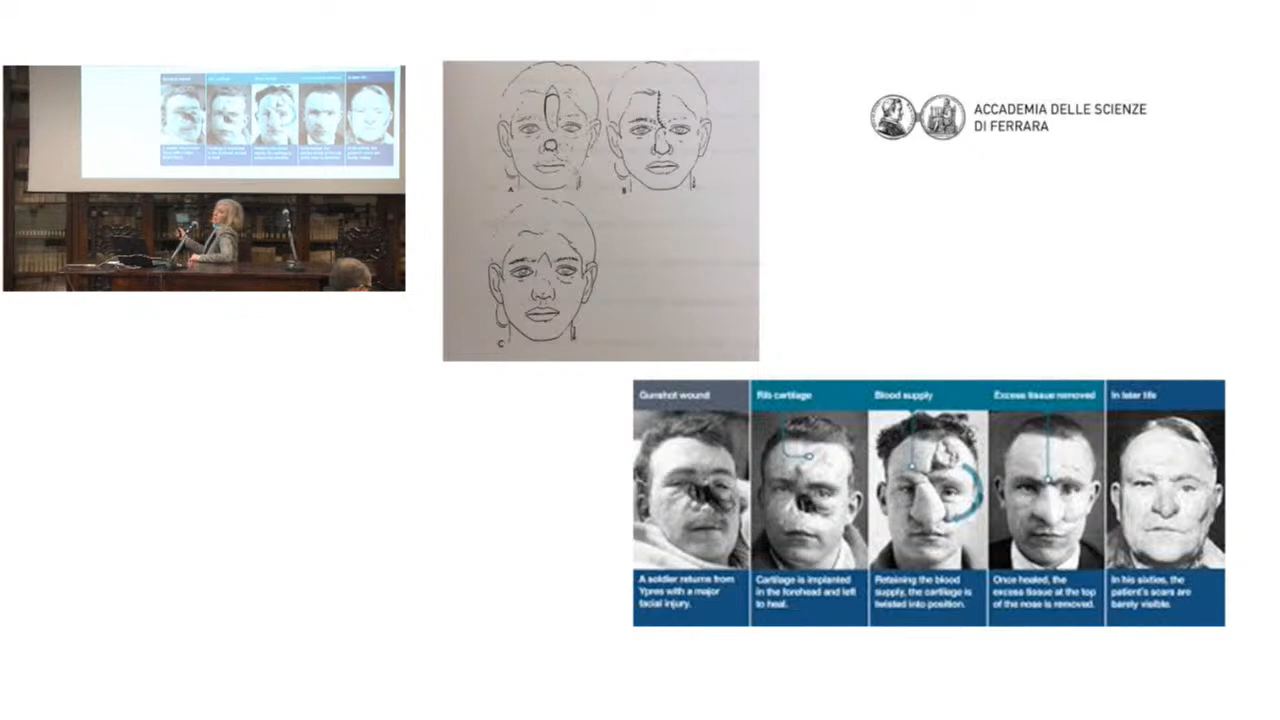 A
B
C
ACCADEMIA DELLE SCIENZE
DI FERRARA
Gunshot wound
Rib cartilage
Blood supply
Excess tissue removed
In later life
A soldier returns from
Ypres with a major
facial injury.
Cartilage is implanted
in the forehead and left
to heal.
Retaining the blood
supply, the cartilage is
twisted into position.
Once healed, the
excess tissue at the top
of the nose is removed.
In his sixties, the
patient's scars are
barely visible.